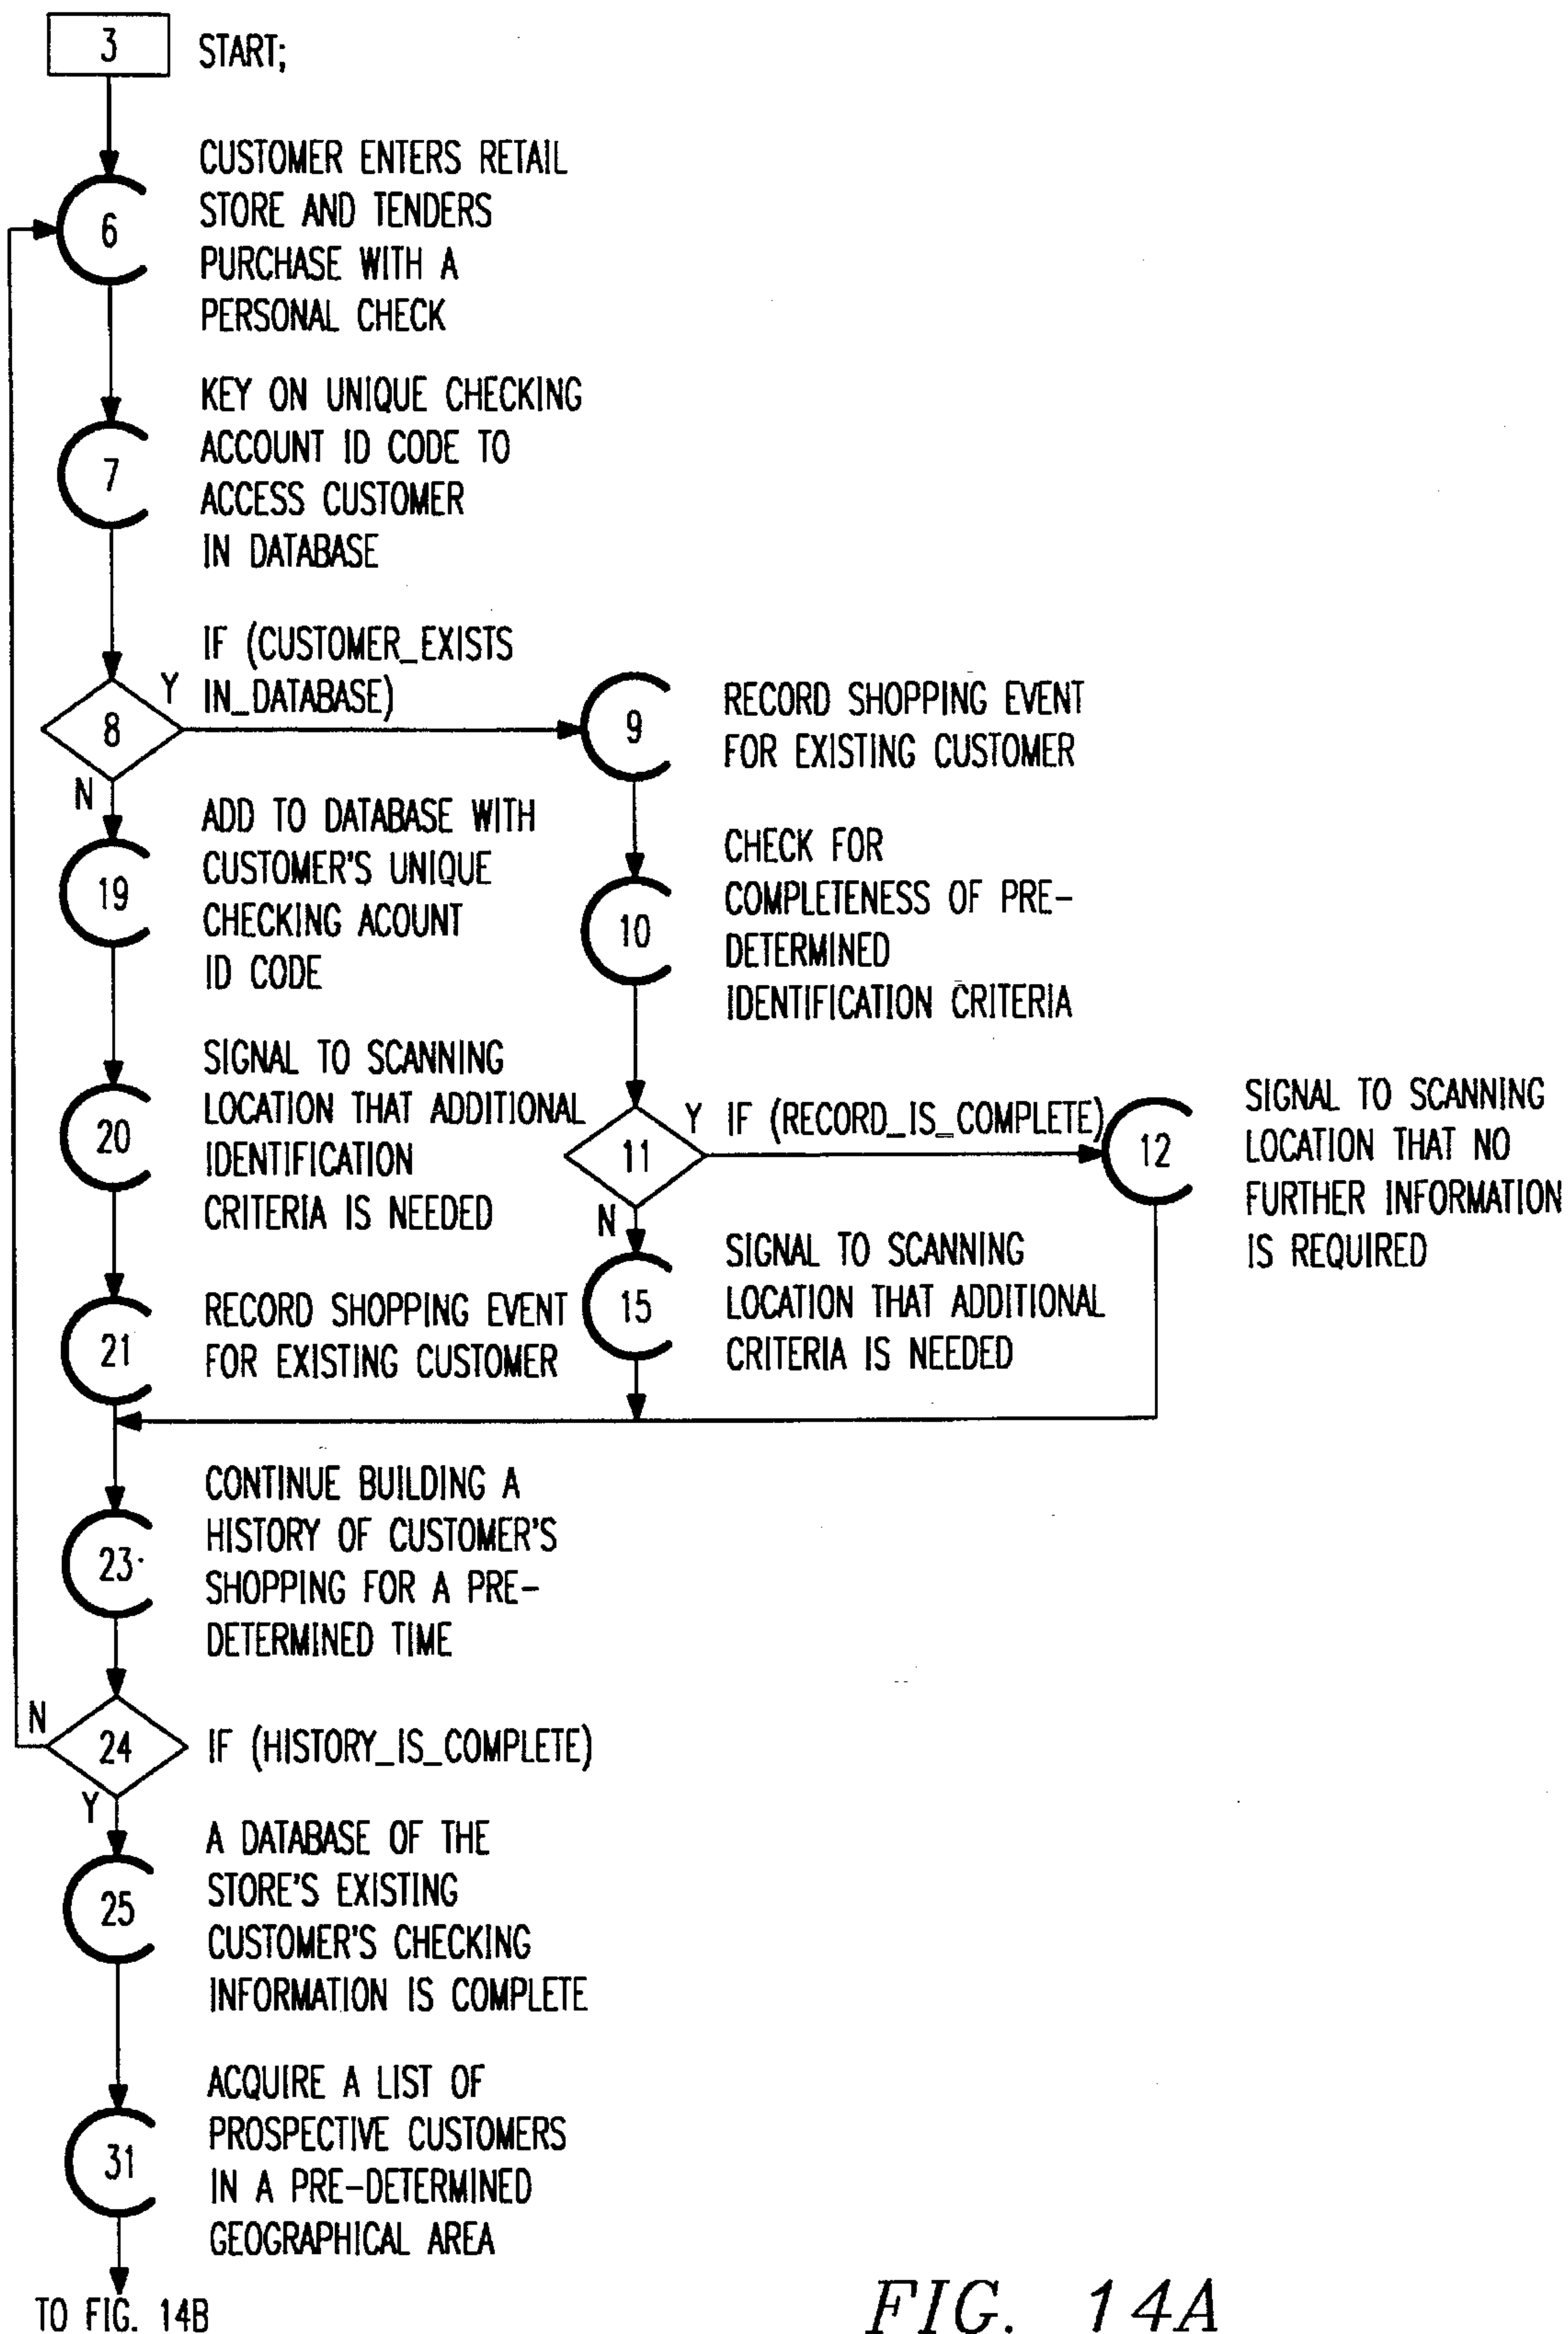 3 START;
CUSTOMER ENTERS RETAIL
STORE AND TENDERS
PURCHASE WITH A
PERSONAL CHECK
6
KEY ON UNIQUE CHECKING
ACCOUNT ID CODE TO
ACCESS CUSTOMER
IN DATABASE
7
IF (CUSTOMER_EXISTS
IN_DATABASE)
8
Y
N
9
RECORD SHOPPING EVENT
FOR EXISTING CUSTOMER
ADD TO DATABASE WITH
CUSTOMER'S UNIQUE
CHECKING ACOUNT
ID CODE
19
CHECK FOR
COMPLETENESS OF PRE-
DETERMINED
IDENTIFICATION CRITERIA
10
SIGNAL TO SCANNING
LOCATION THAT ADDITIONAL
IDENTIFICATION
CRITERIA IS NEEDED
20
11
Y IF (RECORD_IS_COMPLETE)
N
12
SIGNAL TO SCANNING
LOCATION THAT NO
FURTHER INFORMATION
IS REQUIRED
21
RECORD SHOPPING EVENT
FOR EXISTING CUSTOMER
15
SIGNAL TO SCANNING
LOCATION THAT ADDITIONAL
CRITERIA IS NEEDED
CONTINUE BUILDING A
HISTORY OF CUSTOMER'S
SHOPPING FOR A PRE-
DETERMINED TIME
23
N
24 IF (HISTORY_IS_COMPLETE)
Y
A DATABASE OF THE
STORE'S EXISTING
CUSTOMER'S CHECKING
INFORMATION IS COMPLETE
25
ACQUIRE A LIST OF
PROSPECTIVE CUSTOMERS
IN A PRE-DETERMINED
GEOGRAPHICAL AREA
31
TO FIG. 14B
FIG. 14A